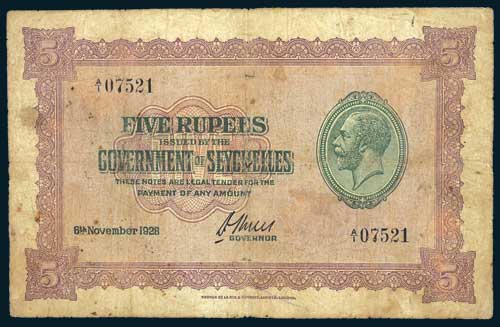 5 5
A/1 07521
FIVE RUPEES
ISSUED BY THE
GOVERNMENT OF SEYCHELLES
THESE NOTES ARE LEGAL TENDER FOR THE
PAYMENT OF ANY AMOUNT
6th November 1928
GOVERNOR
A/1 07521
5 5